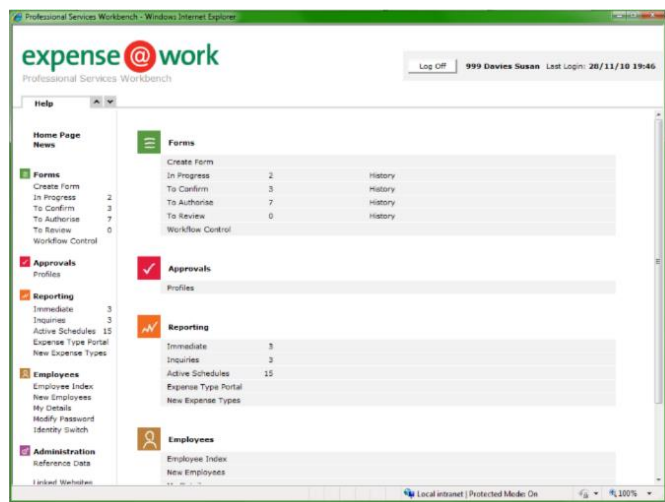 Professional Services Workbench - Windows Internet Explorer
expense@work
Professional Services Workbench
Log Off 999 Davies Susan Last Login: 20/11/10 19:46
Help
Home Page
News
Forms
Create Form
In Progress 2
To Confirm 3
To Authorise 7
To Review 0
Workflow Control
Approvals
Profiles
Reporting
Immediate 3
Inquiries 3
Active Schedules 15
Expense Type Portal
New Expense Types
Employees
Employee Index
New Employees
My Details
Modify Password
Identity Switch
Administration
Reference Data
Linked Websites
Forms
Create Form
In Progress 2 History
To Confirm 3 History
To Authorise 7 History
To Review 0 History
Workflow Control
Approvals
Profiles
Reporting
Immediate 3
Inquiries 3
Active Schedules 15
Expense Type Portal
New Expense Types
Employees
Employee Index
New Employees
Local intranet | Protected Mode: On
100%